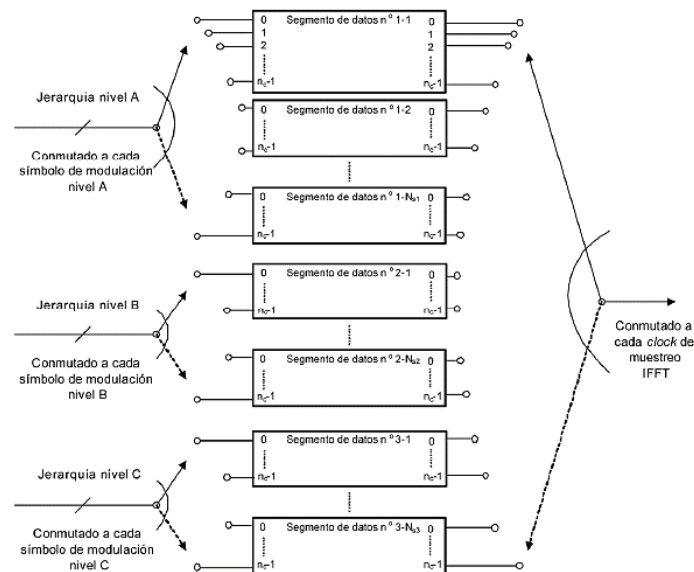 Segmento de datos nº 1-1
0 0
1 1
2 2
nc-1 nc-1
Jerarquia nivel A
Conmutado a cada
símbolo de modulación
nivel A
0 Segmento de datos nº 1-2 0
nc-1 nc-1
0 Segmento de datos nº 1-Ns1 0
nc-1 nc-1
Jerarquia nivel B
Conmutado a cada
símbolo de modulación
nivel B
0 Segmento de datos nº 2-1 0
nc-1 nc-1
0 Segmento de datos nº 2-Ns2 0
nc-1 nc-1
Conmutado a
cada clock de
muestreo
IFFT
Jerarquia nivel C
Conmutado a cada
símbolo de modulación
nivel C
0 Segmento de datos nº 3-1 0
nc-1 nc-1
0 Segmento de datos nº 3-Ns3 0
nc-1 nc-1